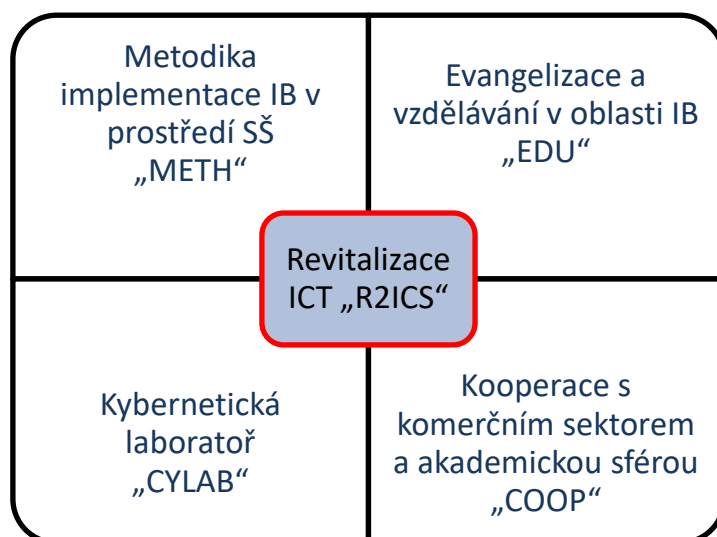 Metodika
implementace IB v
prostředí SŠ
„METH“
Evangelizace a
vzdělávání v oblasti IB
„EDU“
Revitalizace
ICT „R2ICS“
Kybernetická
laboratoř
„CYLAB“
Kooperace s
komerčním sektorem
a akademickou sférou
„COOP“